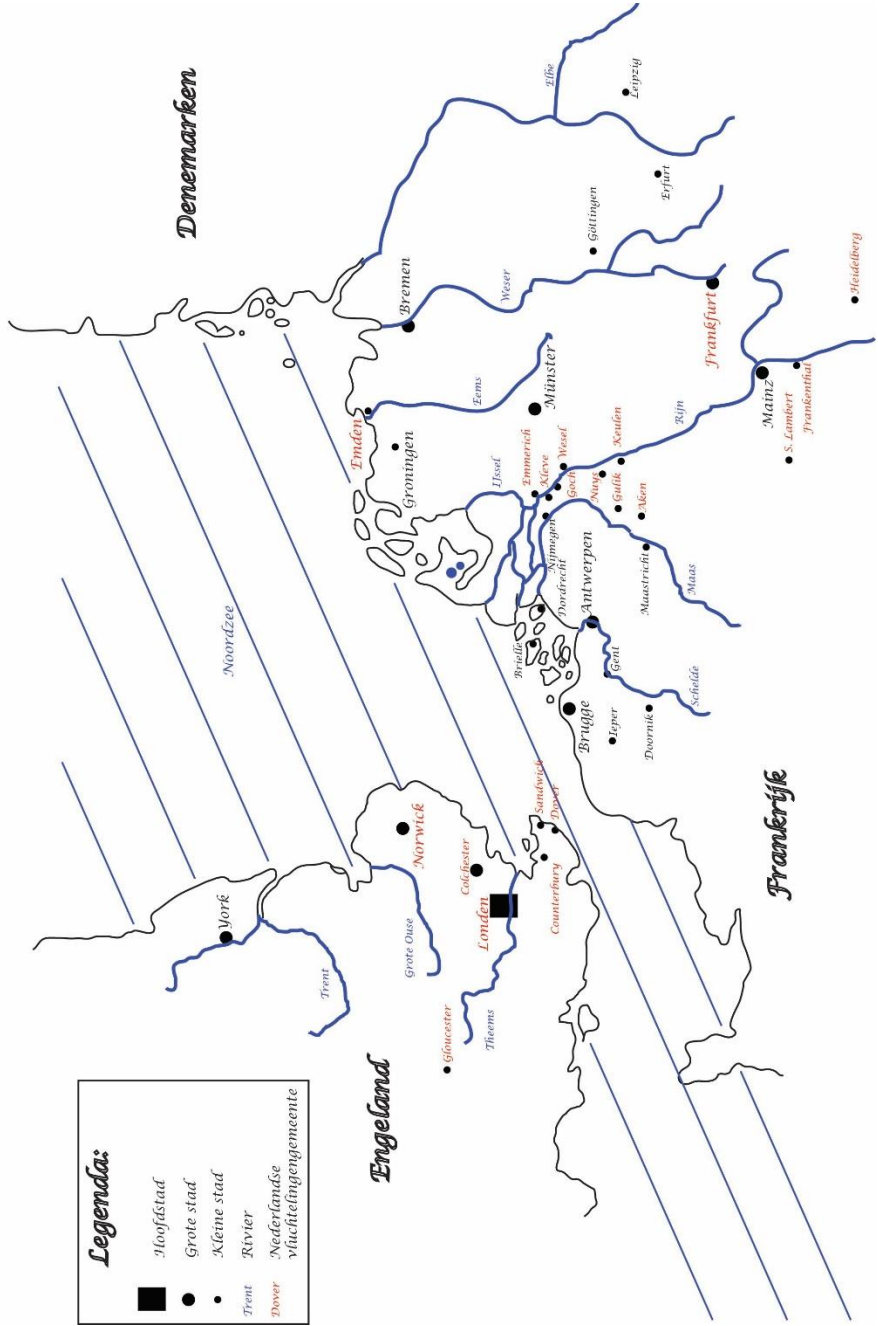 Legenda:
Hoofdstad
Grote stad
Kleine stad
Trent Rivier
Dover Nederlandse
vluchtelingengemeente
Engeland
Denemarken
Frankrijk
Noordzee
York
Trent
Grote Ouse
Norwick
Colchester
Londen
Theems
Gloucester
Counterbury
Sandwich
Dover
Emden
Groningen
Bremen
Elbe
Leipzig
Erfurt
Göttingen
Weser
Eems
Münster
IJssel
Emmerich
Kleve
Goch
Wesel
Nijmegen
Dordrecht
Brielle
Nuys
Keulen
Gulik
Aken
Rijn
Antwerpen
Maastricht
Maas
Brugge
Gent
Ieper
Doornik
Schelde
Frankfurt
Mainz
S. Lambert
Frankenthal
Heidelberg